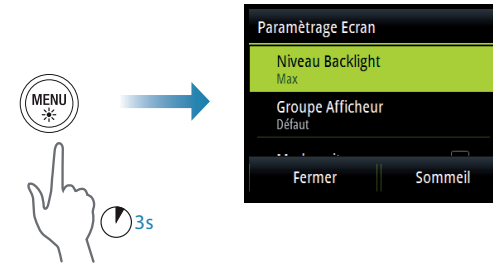 Paramètrage Ecran
Niveau Backlight
Max
MENU
Groupe Afficheur
Défaut
Fermer
Sommeil
3s